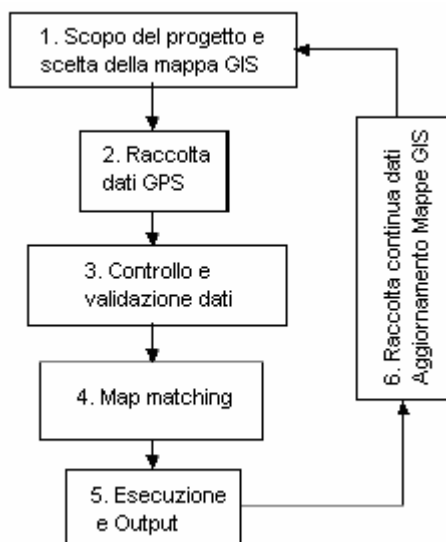 1. Scopo del progetto e
scelta della mappa GIS
2. Raccolta
dati GPS
3. Controllo e
validazione dati
4. Map matching
5. Esecuzione
e Output
6. Raccolta continua dati
Aggiornamento Mappe GIS